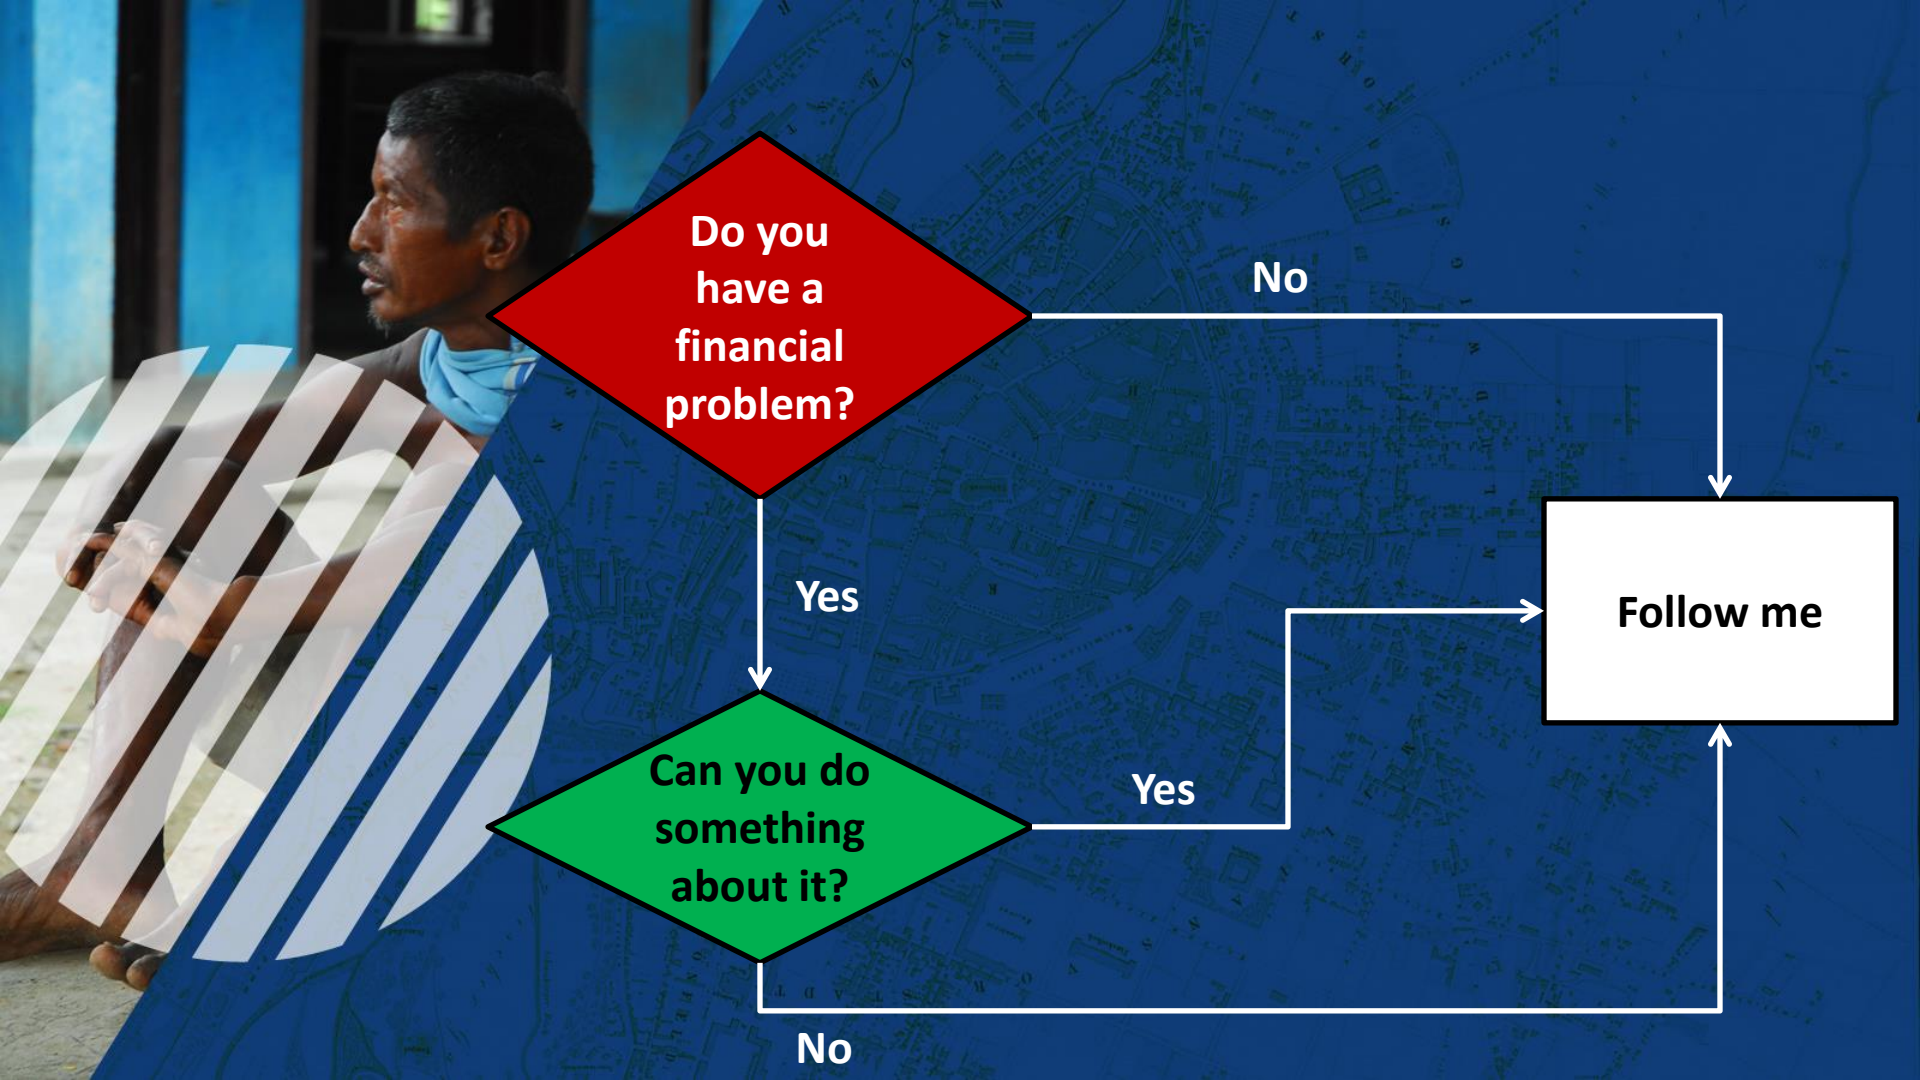 Do you
have a
financial
problem?
No
Yes
Follow me
Can you do
something
about it?
Yes
No